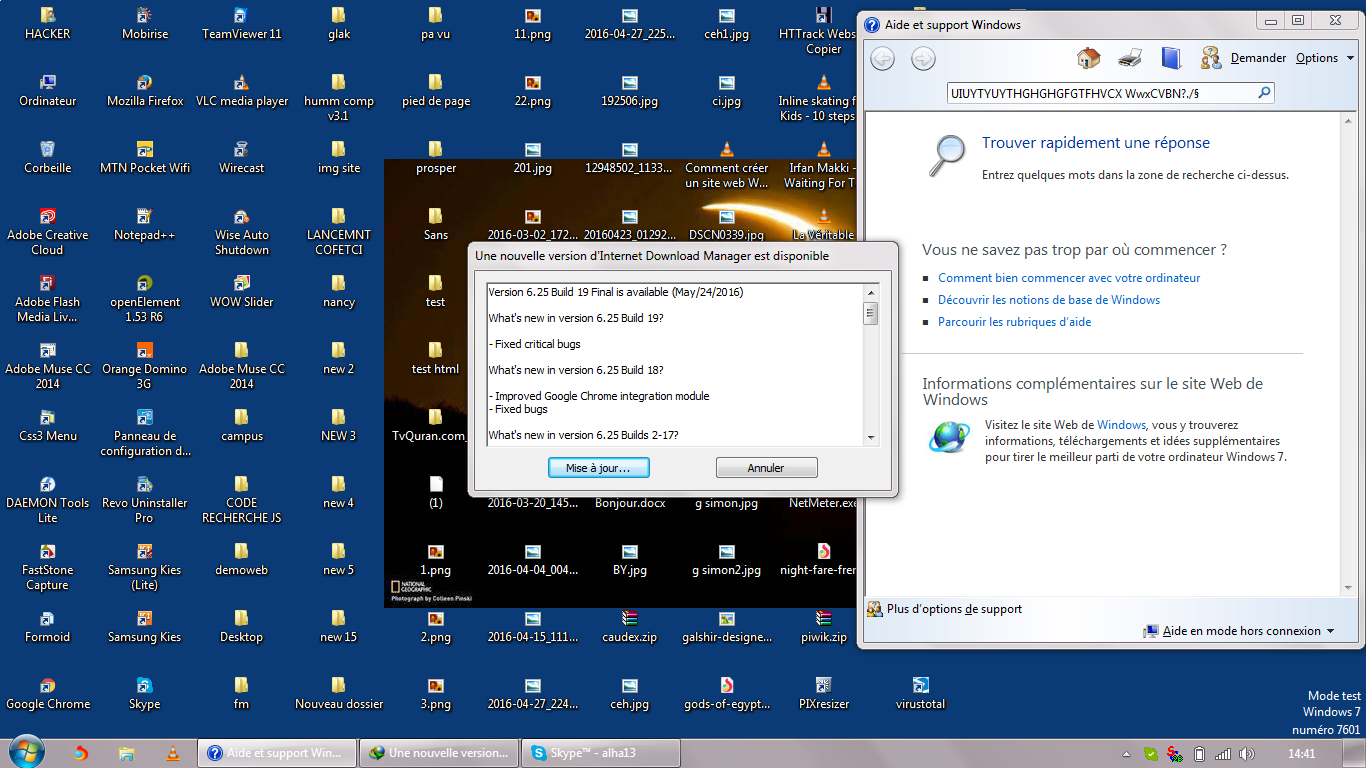 HACKER
Mobirise
TeamViewer 11
glak
pa vu
11.png
2016-04-27_225...
ceh1.jpg
HTTrack Webs
Copier
Ordinateur
Mozilla Firefox
VLC media player
humm comp
v3.1
pied de page
22.png
192506.jpg
ci.jpg
Inline skating f
Kids - 10 steps
Corbeille
MTN Pocket Wifi
Wirecast
img site
prosper
201.jpg
12948502_1133...
Comment créer
un site web W...
Irfan Makki -
Waiting For T
Adobe Creative
Cloud
Notepad++
Wise Auto
Shutdown
LANCEMNT
COFETCI
Sans
2016-03-02_172...
20160423_01292...
DSCN0339.jpg
La Véritable
Adobe Flash
Media Liv...
openElement
1.53 R6
WOW Slider
nancy
test
Adobe Muse CC
2014
Orange Domino
3G
Adobe Muse CC
2014
new 2
test html
Css3 Menu
Panneau de
configuration d...
campus
NEW 3
TvQuran.com_
DAEMON Tools
Lite
Revo Uninstaller
Pro
CODE
RECHERCHE JS
new 4
(1)
2016-03-20_145...
Bonjour.docx
g simon.jpg
NetMeter.exe
FastStone
Capture
Samsung Kies
(Lite)
demoweb
new 5
1.png
2016-04-04_004...
BY.jpg
g simon2.jpg
night-fare-fren
NATIONAL
GEOGRAPHIC
Photograph by Colleen Pinski
Formoid
Samsung Kies
Desktop
new 15
2.png
2016-04-15_111...
caudex.zip
galshir-designe...
piwik.zip
Google Chrome
Skype
fm
Nouveau dossier
3.png
2016-04-27_224...
ceh.jpg
gods-of-egypt...
PIXresizer
virustotal
Une nouvelle version d'Internet Download Manager est disponible
Version 6.25 Build 19 Final is available (May/24/2016)
What's new in version 6.25 Build 19?
- Fixed critical bugs
What's new in version 6.25 Build 18?
- Improved Google Chrome integration module
- Fixed bugs
What's new in version 6.25 Builds 2-17?
Mise à jour...
Annuler
Aide et support Windows
Demander
Options
UIUYTYUYTHGHGHGFGTFHVCX WwxCVBN?./§
Trouver rapidement une réponse
Entrez quelques mots dans la zone de recherche ci-dessus.
Vous ne savez pas trop par où commencer ?
Comment bien commencer avec votre ordinateur
Découvrir les notions de base de Windows
Parcourir les rubriques d'aide
Informations complémentaires sur le site Web de
Windows
Visitez le site Web de Windows, vous y trouverez
informations, téléchargements et idées supplémentaires
pour tirer le meilleur parti de votre ordinateur Windows 7.
Plus d'options de support
Aide en mode hors connexion
Mode test
Windows 7
numéro 7601
Aide et support Win...
Une nouvelle version...
Skype™ - alha13
14:41